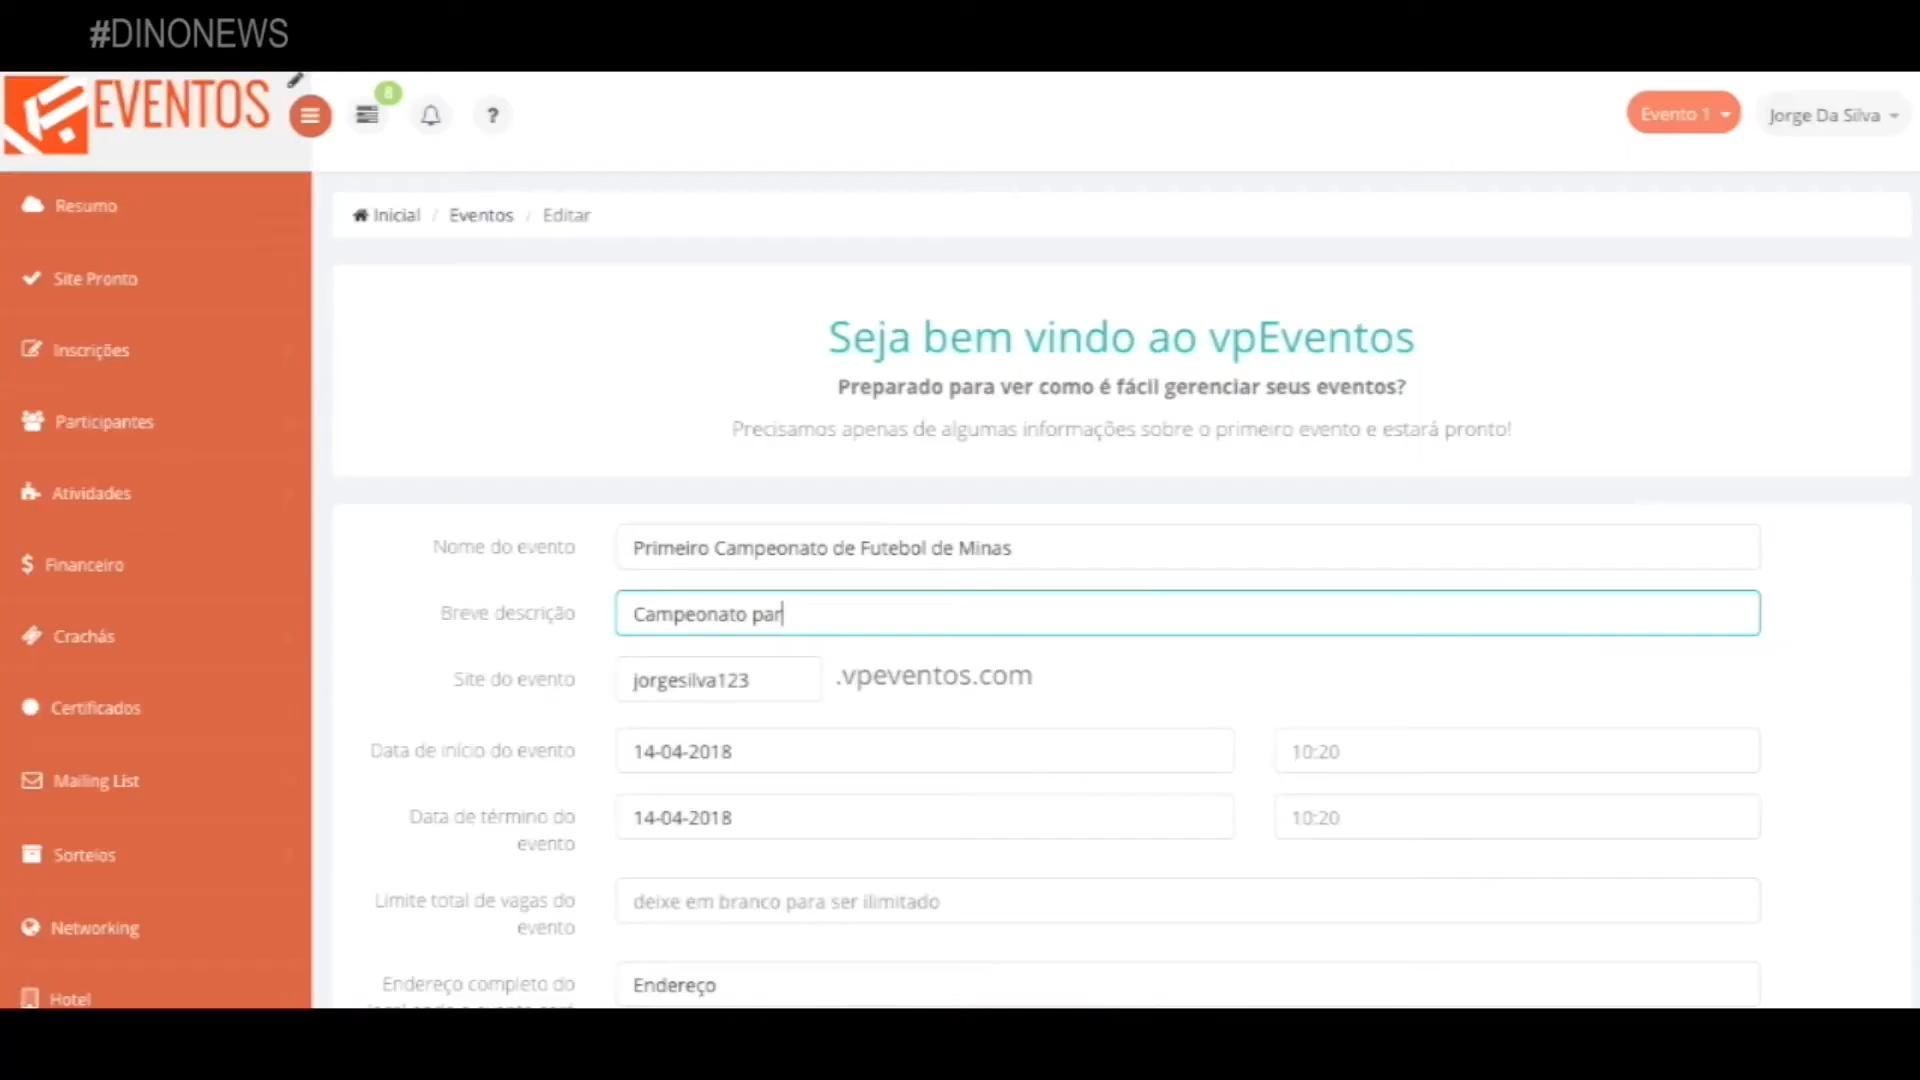 #DINONEWS
EVENTOS
8
?
Evento 1
Jorge Da Silva
Resumo
Site Pronto
Inscrições
Participantes
Atividades
Financeiro
Crachás
Certificados
Mailing List
Sorteios
Networking
Hotel
Inicial / Eventos / Editar
Seja bem vindo ao vpEventos
Preparado para ver como é fácil gerenciar seus eventos?
Precisamos apenas de algumas informações sobre o primeiro evento e estará pronto!
Nome do evento
Primeiro Campeonato de Futebol de Minas
Breve descrição
Campeonato par
Site do evento
jorgesilva123
.vpeventos.com
Data de início do evento
14-04-2018
10:20
Data de término do
evento
14-04-2018
10:20
Limite total de vagas do
evento
deixe em branco para ser ilimitado
Endereço completo do
Endereço